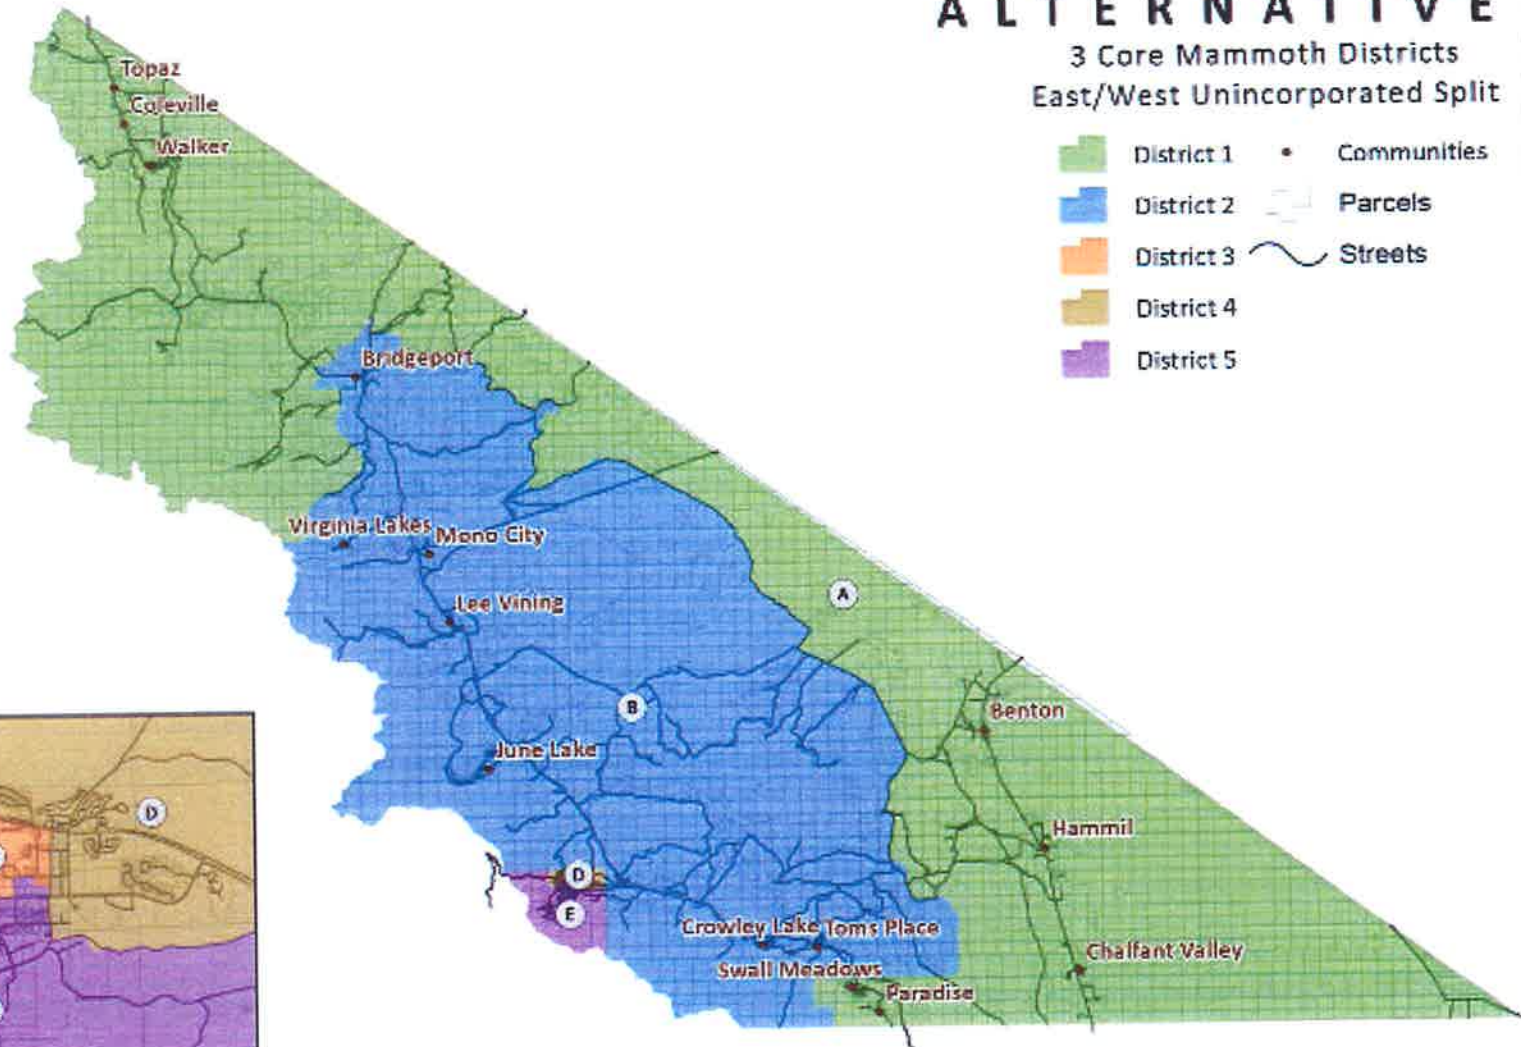 ALTERNATIVE
3 Core Mammoth Districts
East/West Unincorporated Split
District 1
Communities
District 2
Parcels
District 3
Streets
District 4
District 5
Topaz
Coleville
Walker
Bridgeport
Virginia Lakes
Mono City
Lee Vining
A
B
Benton
June Lake
D
Hammil
D
E
Crowley Lake
Toms Place
Chalfant Valley
Swall Meadows
Paradise